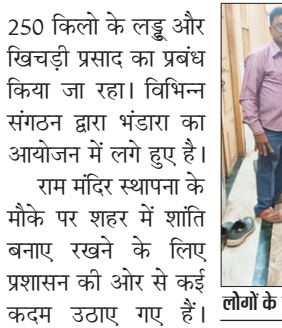 250 किलो के लड्डू और
खिचड़ी प्रसाद का प्रबंध
किया जा रहा। विभिन्न
संगठन द्वारा भंडारा का
आयोजन में लगे हुए है।
राम मंदिर स्थापना के
मौके पर शहर में शांति
बनाए रखने के लिए
प्रशासन की ओर से कई
कदम उठाए गए हैं।
लोगों के